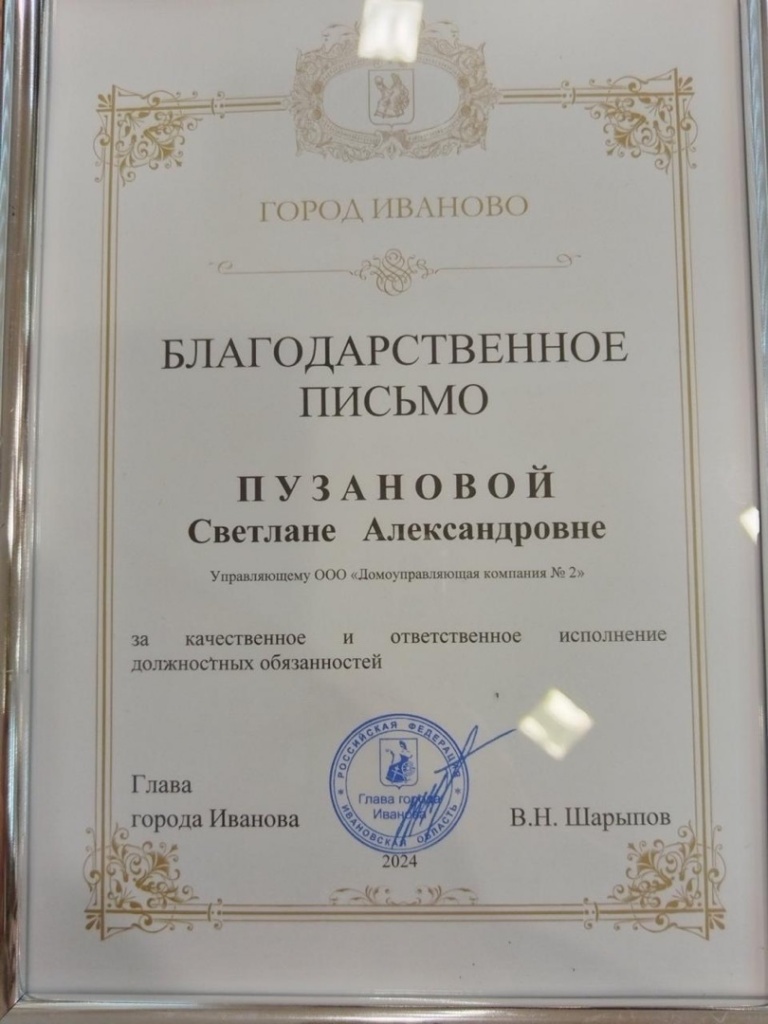 ГОРОД ИВАНОВО
БЛАГОДАРСТВЕННОЕ
ПИСЬМО
ПУЗАНОВОЙ
Светлане Александровне
Управляющему ООО «Домоуправляющая компания № 2»
за качественное и ответственное исполнение
должностных обязанностей
РОССИЙСКАЯ ФЕДЕРАЦИЯ
Глава города
Иванова
ИВАНОВСКАЯ ОБЛАСТЬ
Глава
города Иванова
В.Н. Шарыпов
2024